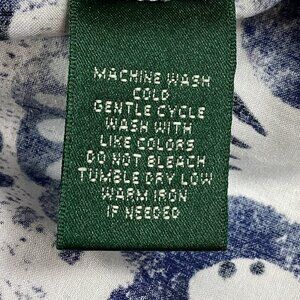 MACHINE WASH
COLD
GENTLE CYCLE
WASH WITH
LIKE COLORS
DO NOT BLEACH
TUMBLE DRY LOW
WARM IRON
IF NEEDED